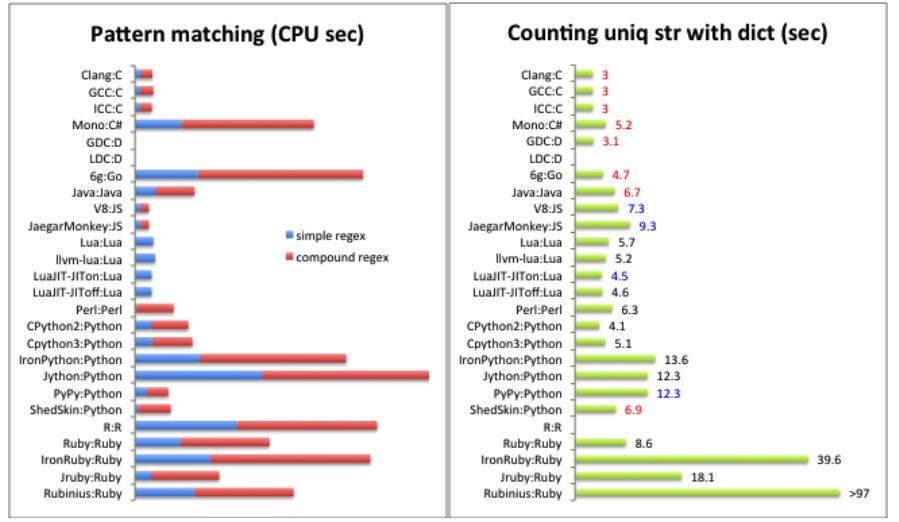 Pattern matching (CPU sec)
Clang:C
GCC:C
ICC:C
Mono:C#
GDC:D
LDC:D
6g:Go
Java:Java
V8:JS
JaegarMonkey:JS
Lua:Lua
llvm-lua:Lua
LuaJIT-JITon:Lua
LuaJIT-JIToff:Lua
Perl:Perl
CPython2:Python
Cpython3:Python
IronPython:Python
Jython:Python
PyPy:Python
ShedSkin:Python
R:R
Ruby:Ruby
IronRuby:Ruby
Jruby:Ruby
Rubinius:Ruby
simple regex
compound regex
Counting uniq str with dict (sec)
Clang:C 3
GCC:C 3
ICC:C 3
Mono:C# 5.2
GDC:D 3.1
LDC:D
6g:Go 4.7
Java:Java 6.7
V8:JS 7.3
JaegarMonkey:JS 9.3
Lua:Lua 5.7
llvm-lua:Lua 5.2
LuaJIT-JITon:Lua 4.5
LuaJIT-JIToff:Lua 4.6
Perl:Perl 6.3
CPython2:Python 4.1
Cpython3:Python 5.1
IronPython:Python 13.6
Jython:Python 12.3
PyPy:Python 12.3
ShedSkin:Python 6.9
R:R
Ruby:Ruby 8.6
IronRuby:Ruby 39.6
Jruby:Ruby 18.1
Rubinius:Ruby >97